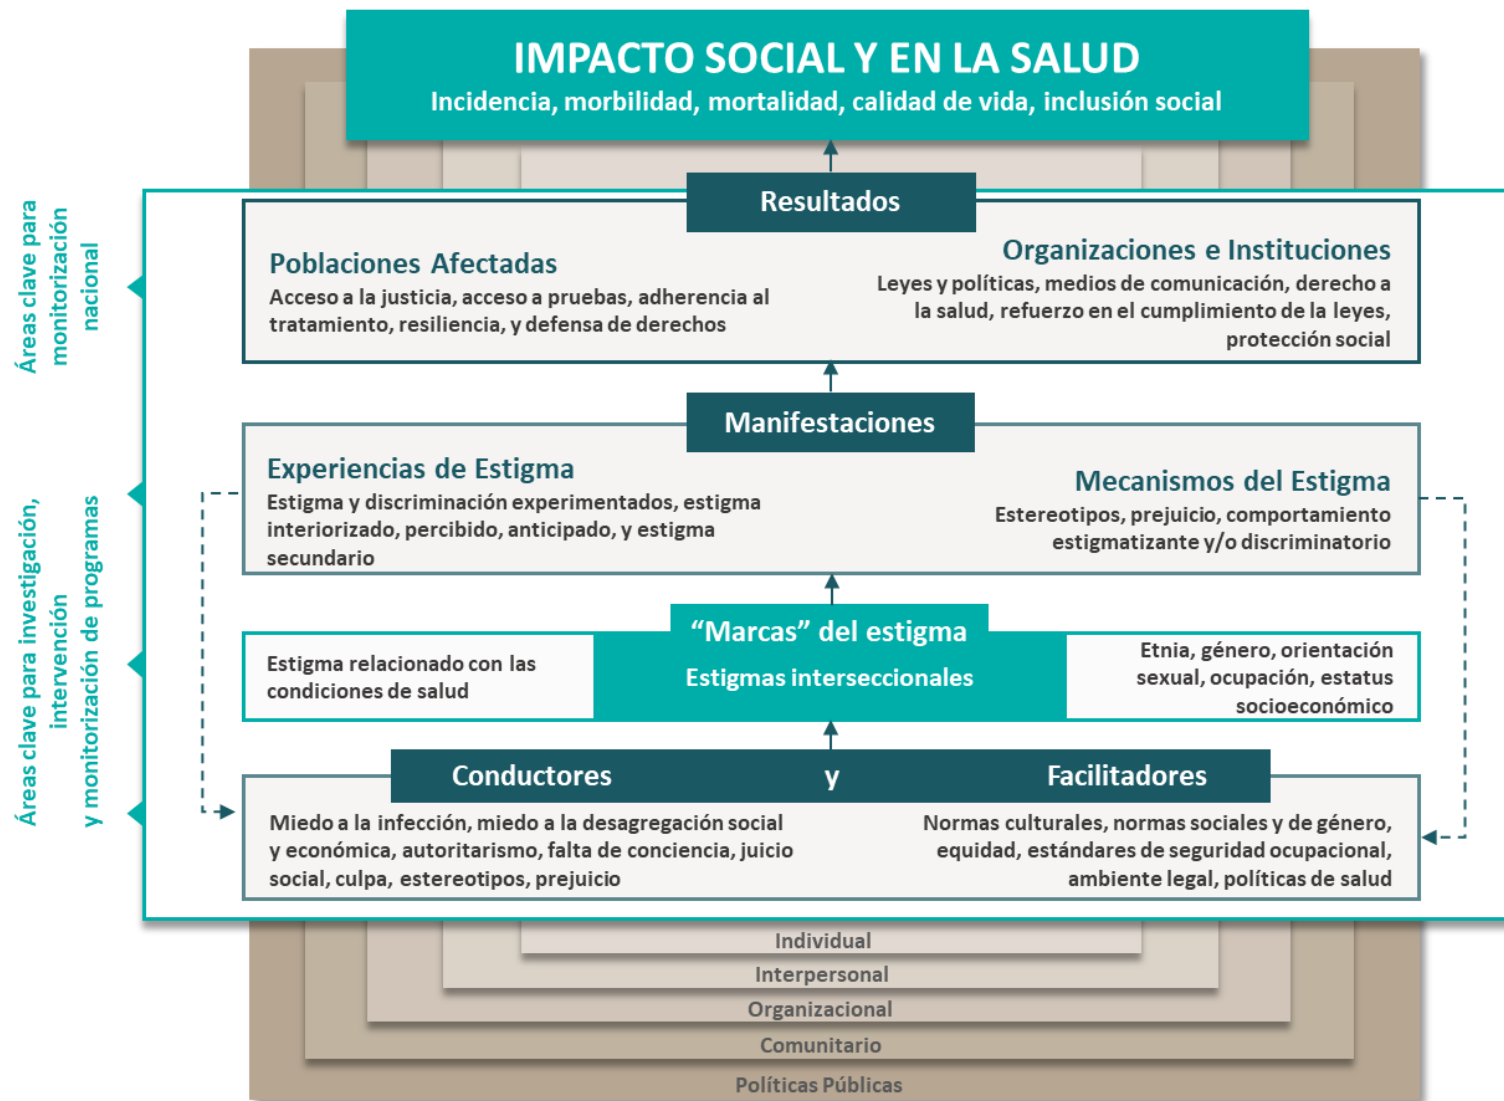 IMPACTO SOCIAL Y EN LA SALUD
Incidencia, morbilidad, mortalidad, calidad de vida, inclusión social
Áreas clave para
monitorización
nacional
Resultados
Poblaciones Afectadas
Acceso a la justicia, acceso a pruebas, adherencia al
tratamiento, resiliencia, y defensa de derechos
Organizaciones e Instituciones
Leyes y políticas, medios de comunicación, derecho a
la salud, refuerzo en el cumplimiento de la leyes,
protección social
Áreas clave para investigación,
intervención
y monitorización de programas
Manifestaciones
Experiencias de Estigma
Estigma y discriminación experimentados, estigma
interiorizado, percibido, anticipado, y estigma
secundario
Mecanismos del Estigma
Estereotipos, prejuicio, comportamiento
estigmatizante y/o discriminatorio
“Marcas” del estigma
Estigmas interseccionales
Estigma relacionado con las
condiciones de salud
Etnia, género, orientación
sexual, ocupación, estatus
socioeconómico
Conductores y Facilitadores
Miedo a la infección, miedo a la desagregación social
y económica, autoritarismo, falta de conciencia, juicio
social, culpa, estereotipos, prejuicio
Normas culturales, normas sociales y de género,
equidad, estándares de seguridad ocupacional,
ambiente legal, políticas de salud
Individual
Interpersonal
Organizacional
Comunitario
Políticas Públicas